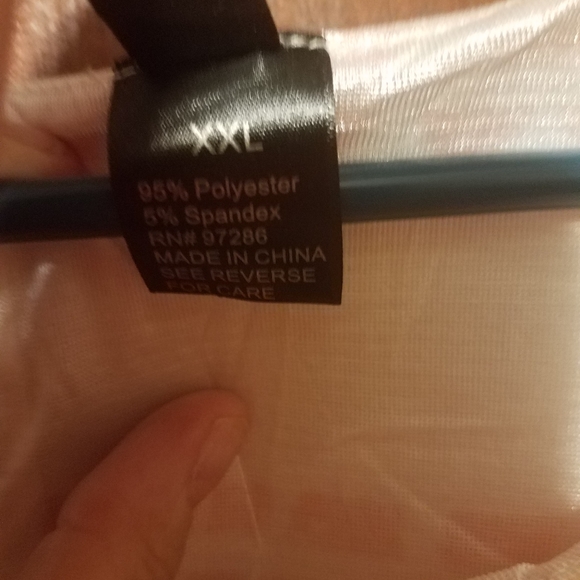 XXL
95% Polyester
5% Spandex
RN# 97286
MADE IN CHINA
SEE REVERSE
FOR CARE